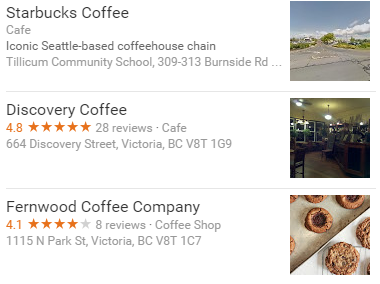 Starbucks Coffee
Cafe
Iconic Seattle-based coffeehouse chain
Tillicum Community School, 309-313 Burnside Rd ...
Discovery Coffee
4.8 ★★★★★ 28 reviews · Cafe
664 Discovery Street, Victoria, BC V8T 1G9
Fernwood Coffee Company
4.1 ★★★★★ 8 reviews · Coffee Shop
1115 N Park St, Victoria, BC V8T 1C7